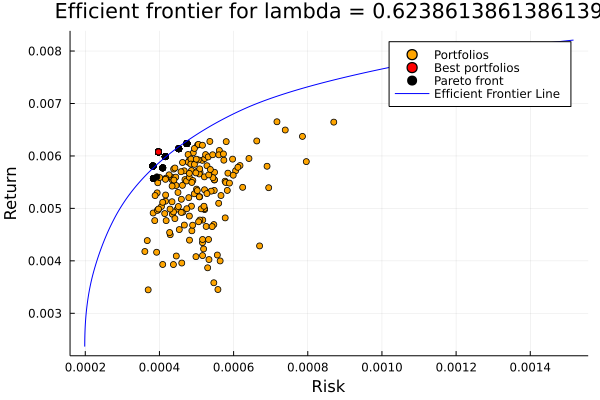 Efficient frontier for lambda = 0.6238613861386139
0.008
0.007
0.006
0.005
0.004
0.003
Return
Portfolios
Best portfolios
Pareto front
Efficient Frontier Line
0.0002 0.0004 0.0006 0.0008 0.0010 0.0012 0.0014
Risk